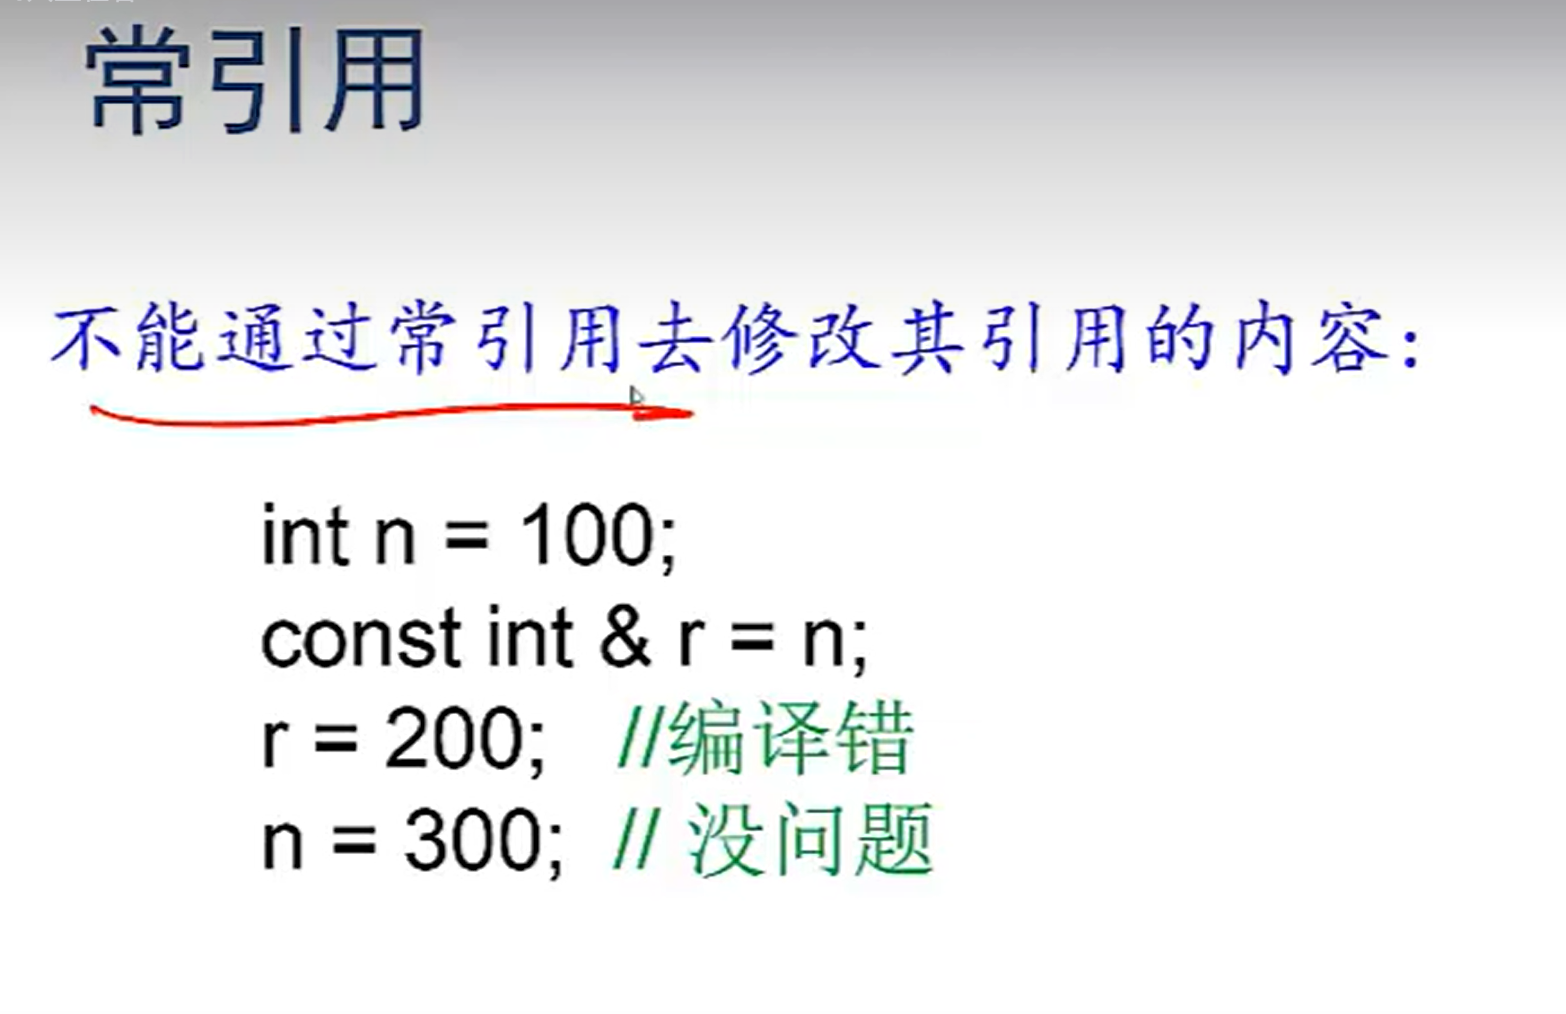 常引用
不能通过常引用去修改其引用的内容:
int n = 100;
const int & r = n;
r = 200; //编译错
n = 300; // 没问题